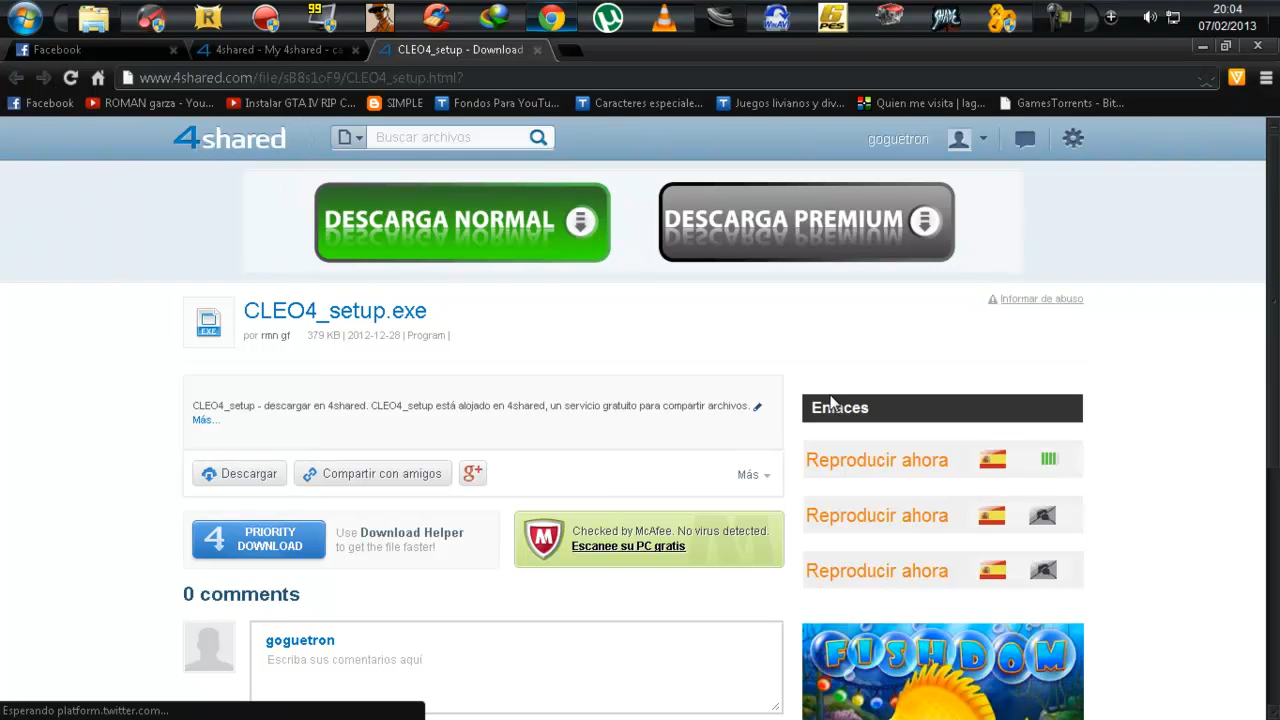 99
6
PES
20:04
07/02/2013
Facebook
4shared - My 4shared - ca
CLEO4_setup - Download
www.4shared.com/file/sB8s1oF9/CLEO4_setup.html?
Facebook
ROMAN garza - You...
Instalar GTA IV RIP C...
SIMPLE
Fondos Para YouTu...
Caracteres especiale...
Juegos livianos y div...
Quien me visita | lag...
GamesTorrents - Bit...
4shared
Buscar archivos
goguetron
DESCARGA NORMAL
DESCARGA PREMIUM
CLEO4_setup.exe
EXE
por rmn gf 379 KB | 2012-12-28 | Program |
Informar de abuso
CLEO4_setup - descargar en 4shared. CLEO4_setup está alojado en 4shared, un servicio gratuito para compartir archivos.
Más...
Descargar
Compartir con amigos
g+
Más
Enlaces
Reproducir ahora
Reproducir ahora
Reproducir ahora
4 PRIORITY
DOWNLOAD
Use Download Helper
to get the file faster!
Checked by McAfee. No virus detected.
Escanee su PC gratis
0 comments
goguetron
Escriba sus comentarios aquí
FISHDOM
Esperando platform.twitter.com...